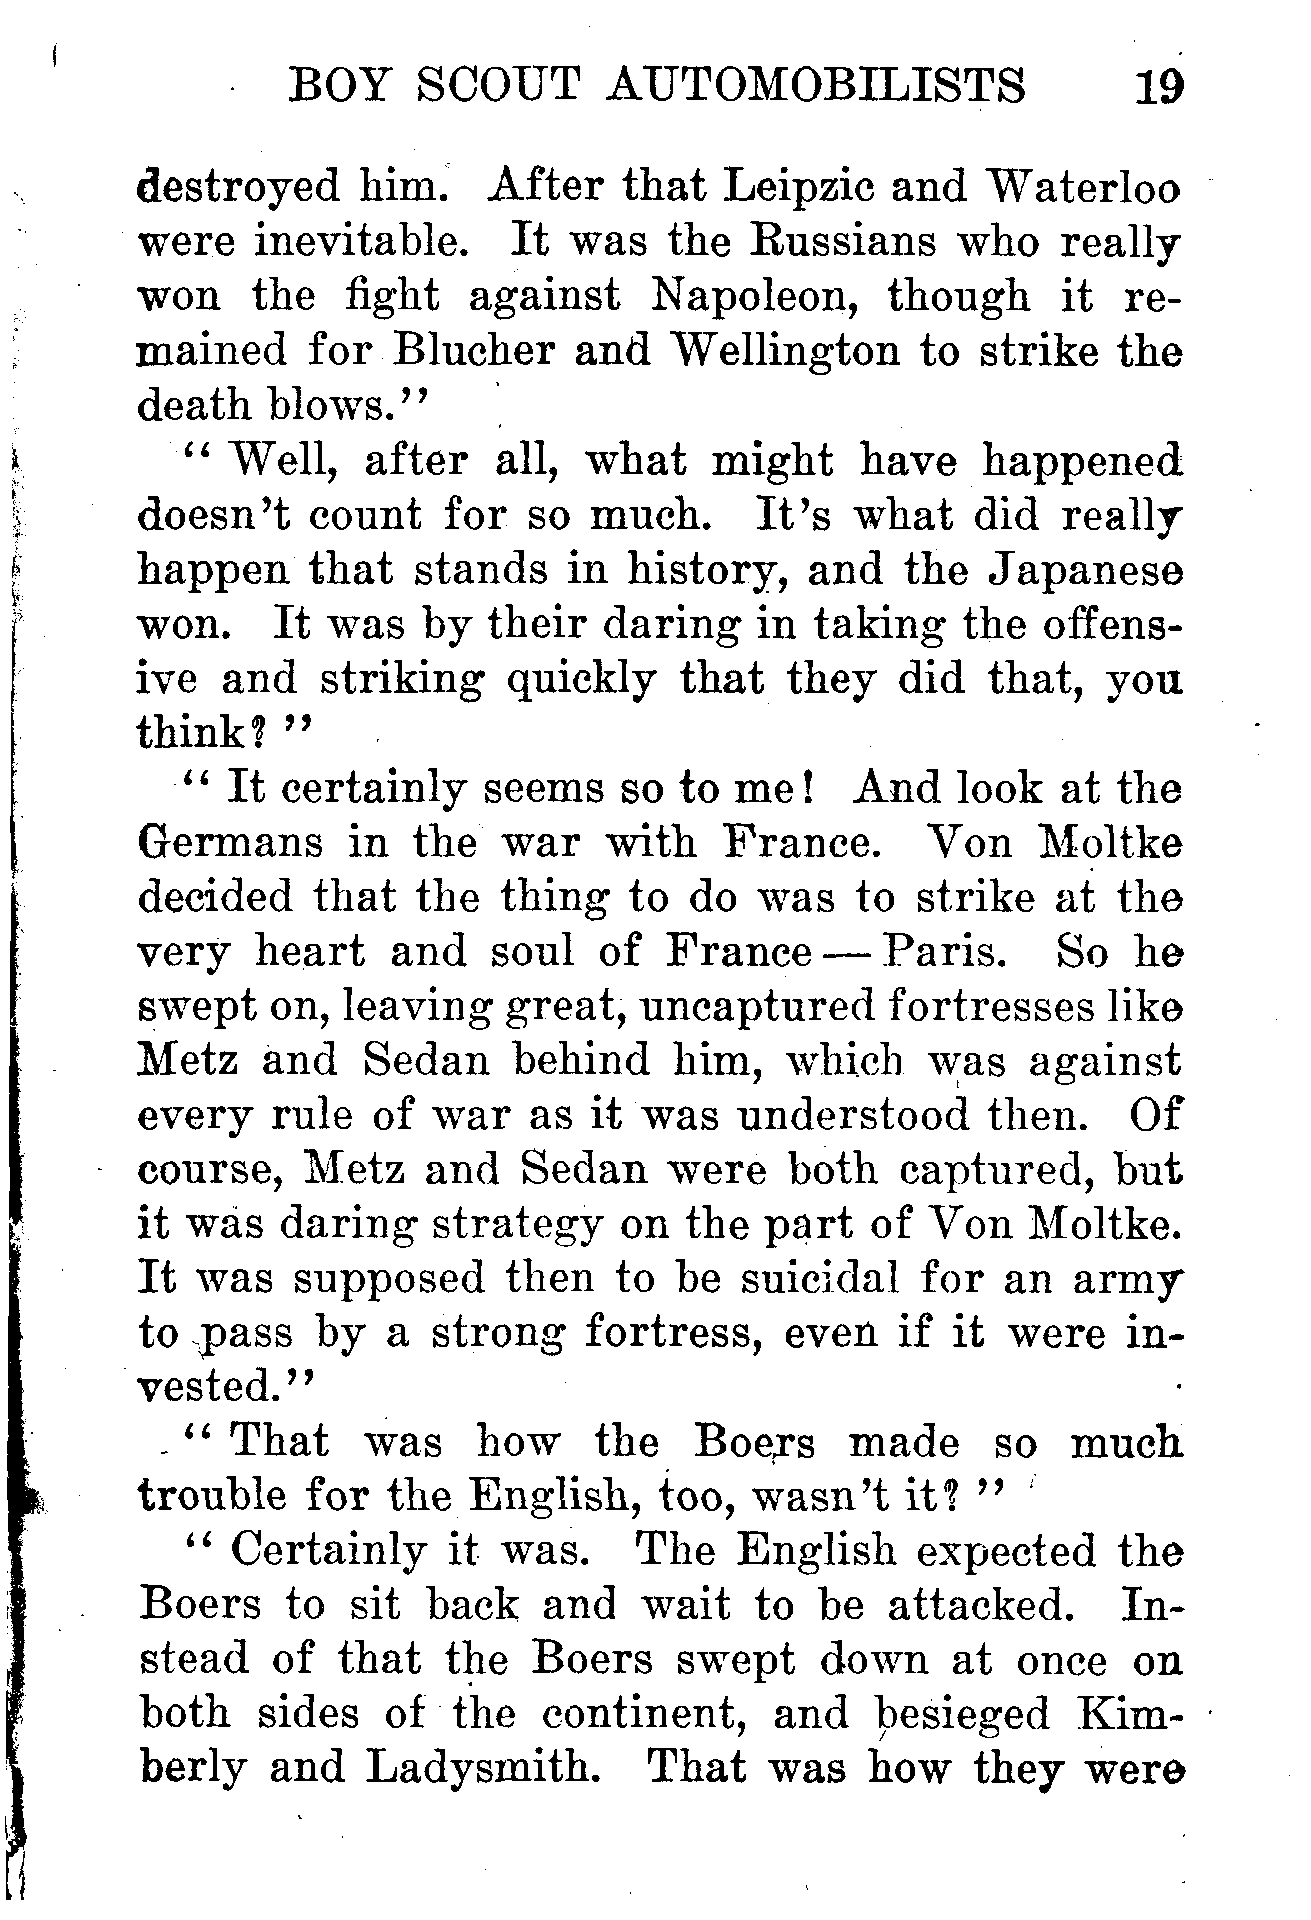 BOY SCOUT AUTOMOBILISTS 19
destroyed him. After that Leipzic and Waterloo
were inevitable. It was the Russians who really
won the fight against Napoleon, though it re-
mained for Blucher and Wellington to strike the
death blows."
" Well, after all, what might have happened
doesn't count for so much. It's what did really
happen that stands in history, and the Japanese
won. It was by their daring in taking the offens-
ive and striking quickly that they did that, you
think? "
" It certainly seems so to me! And look at the
Germans in the war with France. Von Moltke
decided that the thing to do was to strike at the
very heart and soul of France — Paris. So he
swept on, leaving great, uncaptured fortresses like
Metz and Sedan behind him, which was against
every rule of war as it was understood then. Of
course, Metz and Sedan were both captured, but
it was daring strategy on the part of Von Moltke.
It was supposed then to be suicidal for an army
to pass by a strong fortress, even if it were in-
vested."
" That was how the Boers made so much
trouble for the English, too, wasn't it? "
" Certainly it was. The English expected the
Boers to sit back and wait to be attacked. In-
stead of that the Boers swept down at once on
both sides of the continent, and besieged Kim-
berly and Ladysmith. That was how they were